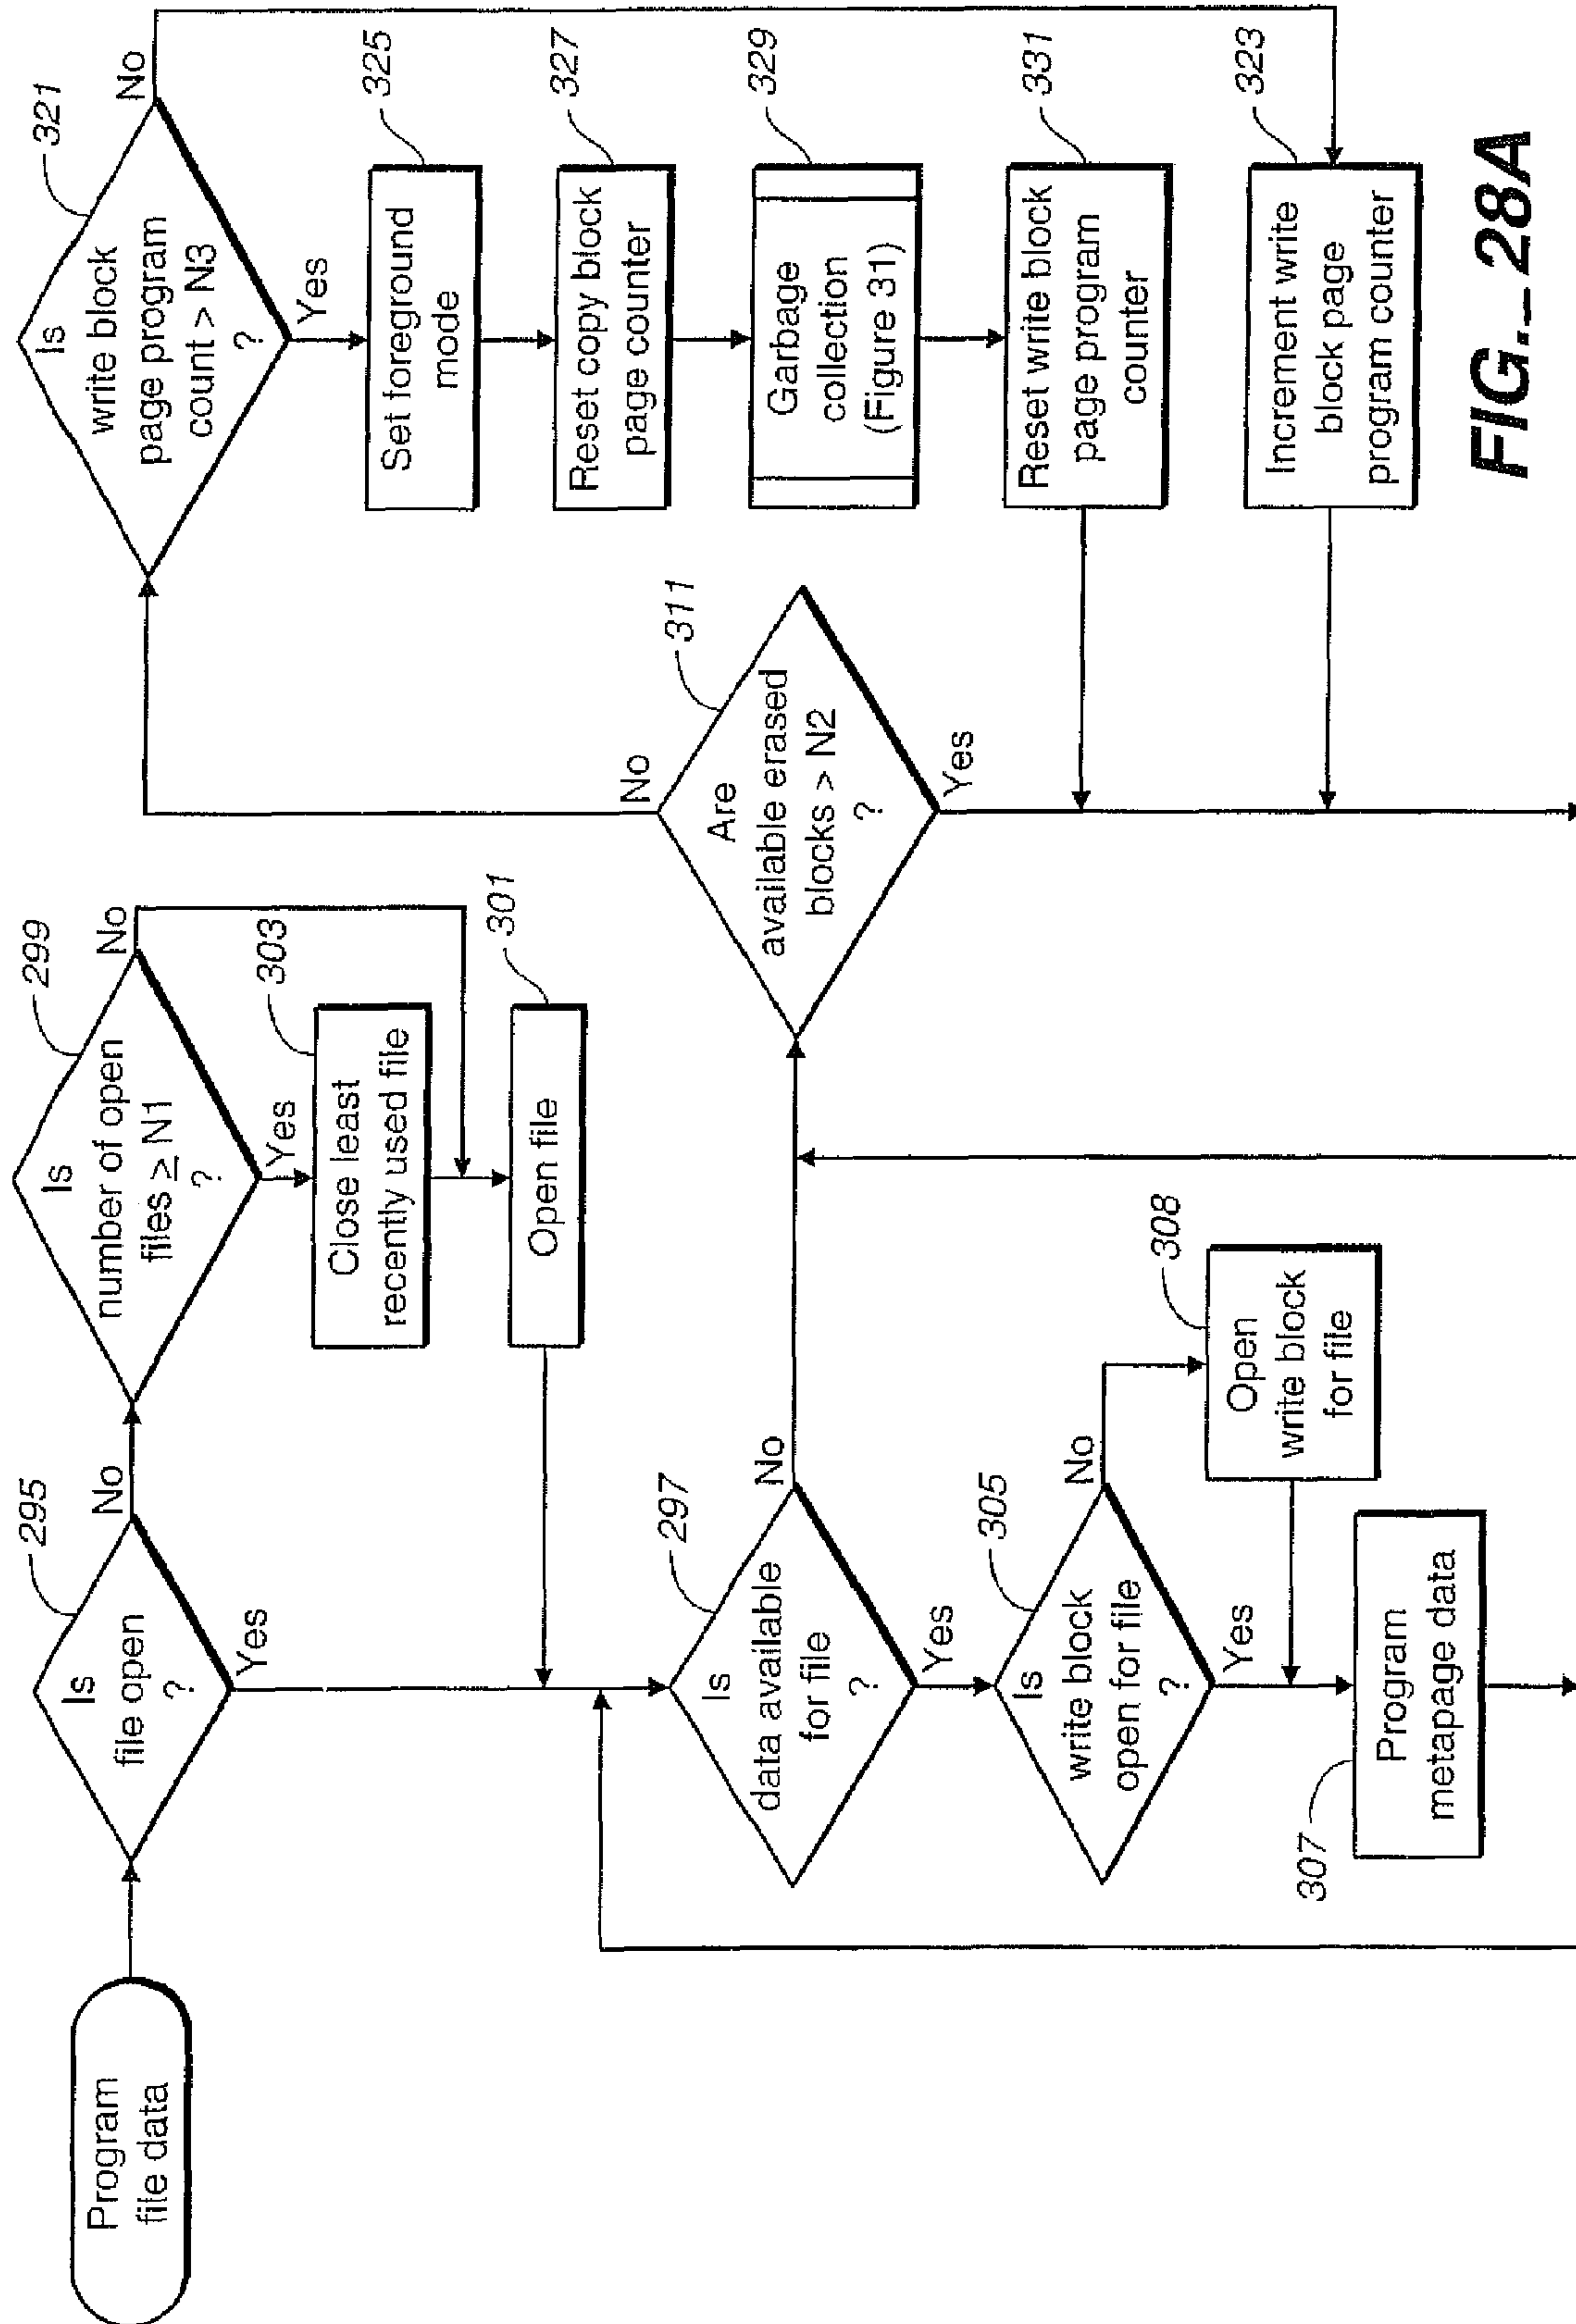 Program
file data
295
Is
file open
?
No
Yes
299
Is
number of open
files ≥ N1
?
No
Yes
303
Close least
recently used file
301
Open file
297
Is
data available
for file
?
No
Yes
305
Is
write block
open for file
?
No
Yes
308
Open
write block
for file
307
Program
metapage data
311
Are
available erased
blocks > N2
?
No
Yes
321
Is
write block
page program
count > N3
?
No
Yes
325
Set foreground
mode
327
Reset copy block
page counter
329
Garbage
collection
(Figure 31)
331
Reset write block
page program
counter
323
Increment write
block page
program counter
FIG._28A